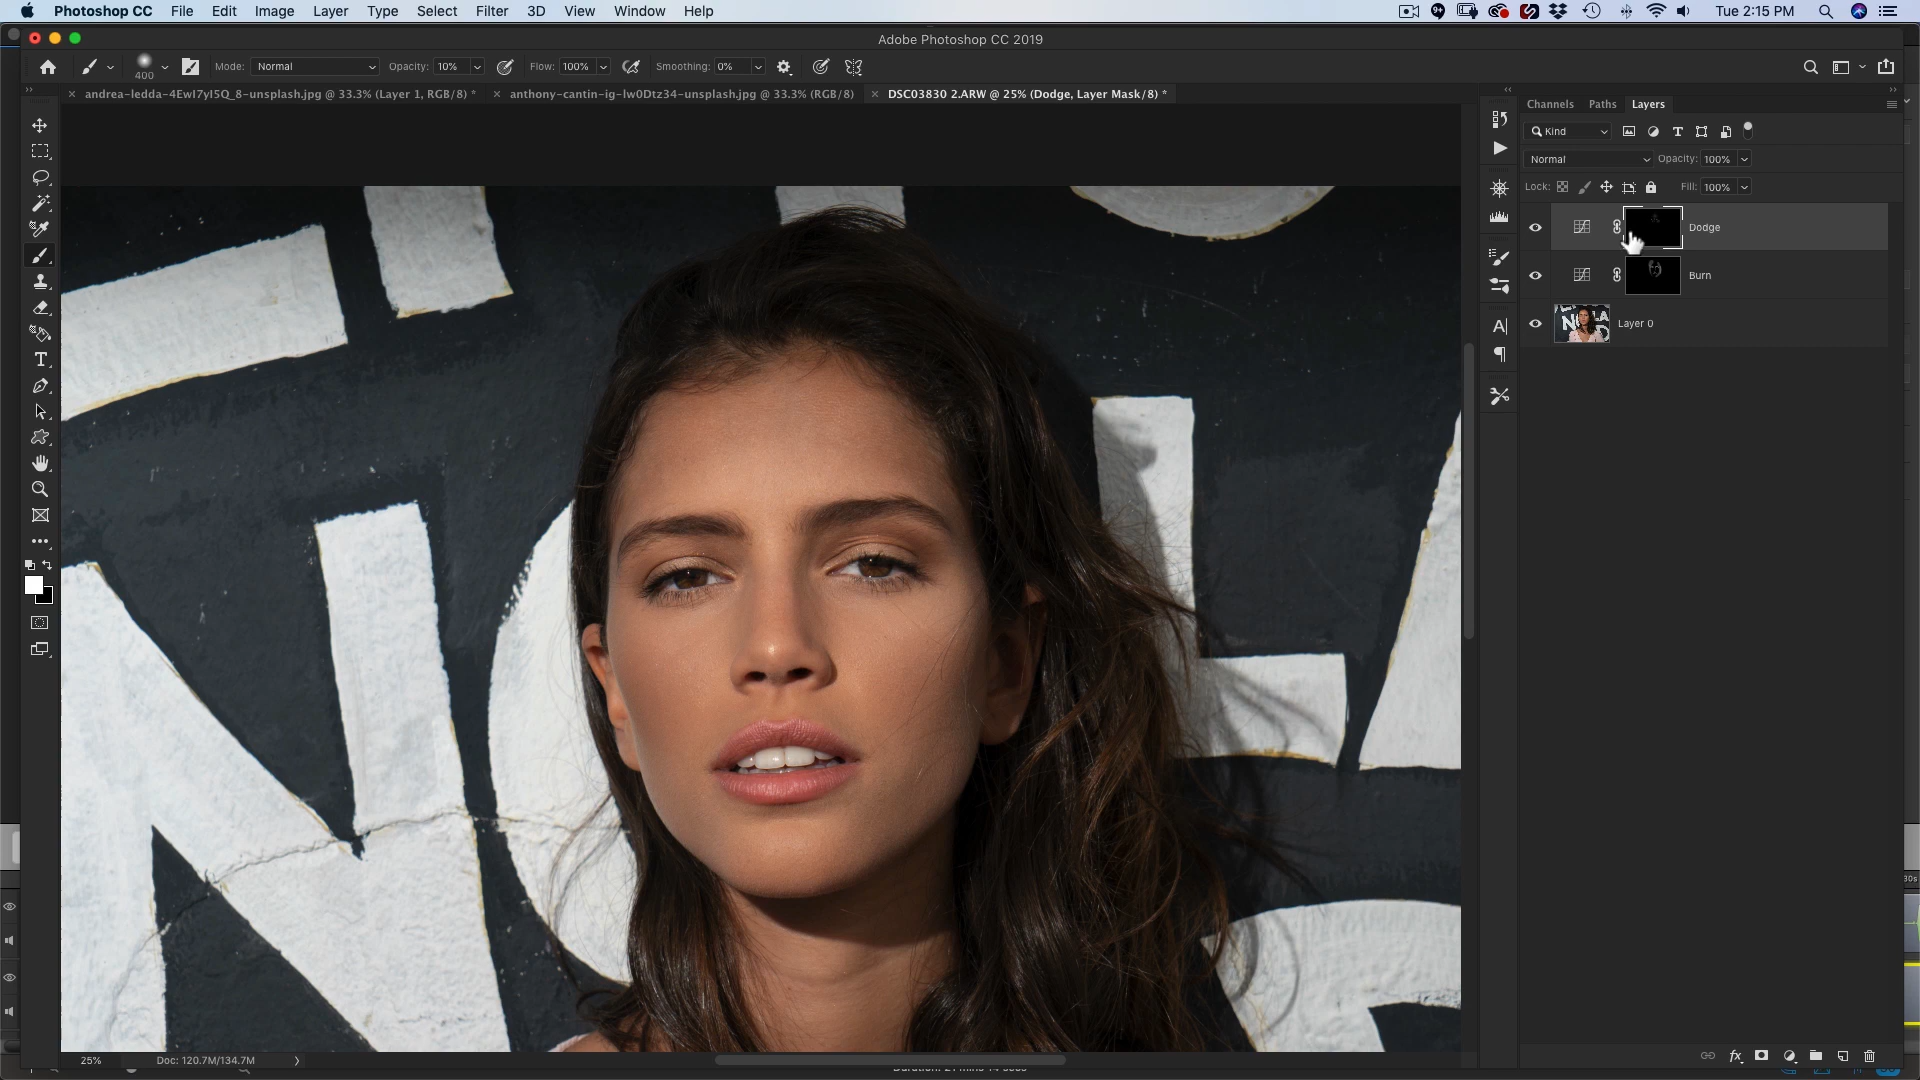 Photoshop CC File Edit Image Layer Type Select Filter 3D View Window Help 9+ Tue 2:15 PM
Adobe Photoshop CC 2019
400 Mode: Normal Opacity: 10% Flow: 100% Smoothing: 0%
andrea-ledda-4EwI7yI5Q_8-unsplash.jpg @ 33.3% (Layer 1, RGB/8) * anthony-cantin-ig-lw0Dtz34-unsplash.jpg @ 33.3% (RGB/8) DSC03830 2.ARW @ 25% (Dodge, Layer Mask/8) *
Channels Paths Layers
Kind
Normal Opacity: 100%
Lock: Fill: 100%
Dodge
Burn
Layer 0
25% Doc: 120.7M/134.7M
30s